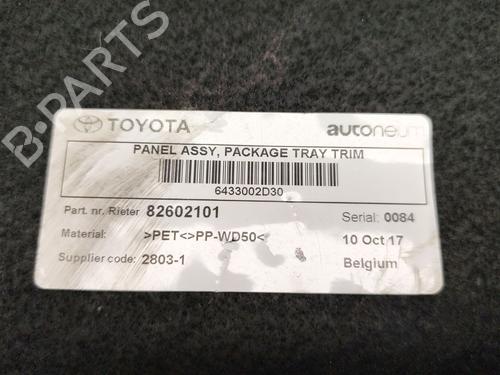 B-PARTS
TOYOTA autoneum
PANEL ASSY, PACKAGE TRAY TRIM
6433002D30
Part. nr. Rieter 82602101 Serial: 0084
Material: >PET<>PP-WD50< 10 Oct 17
Supplier code: 2803-1 Belgium